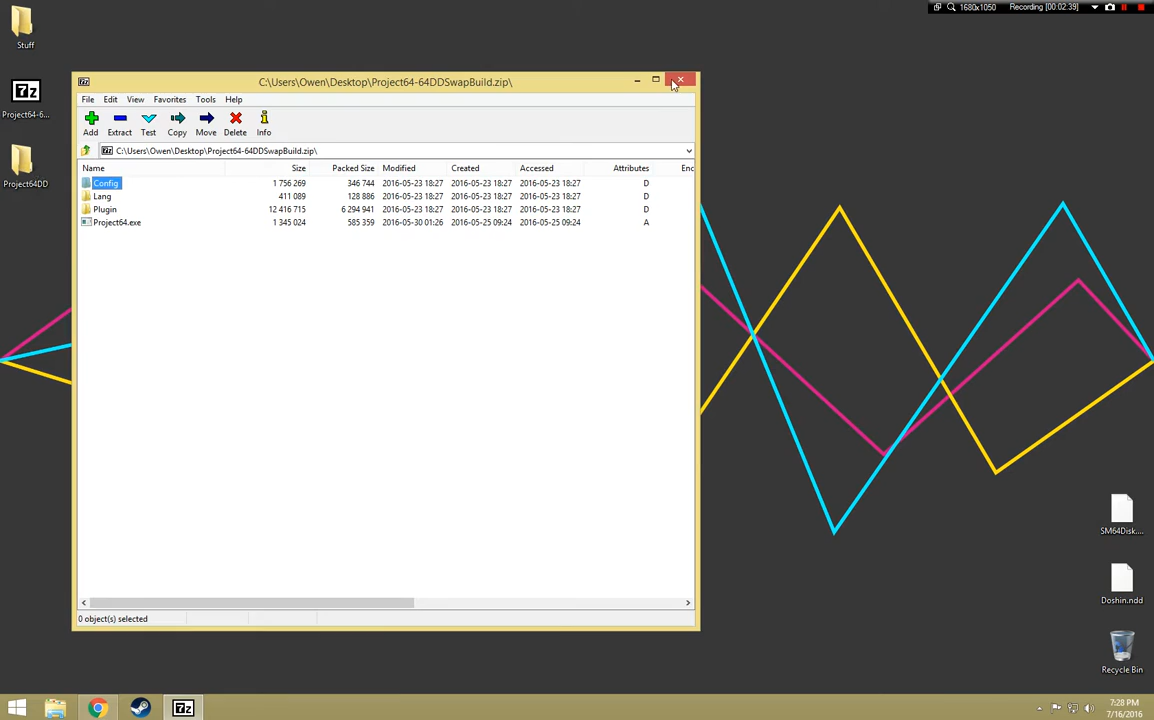 1680x1050
Recording [00:02:39]
Stuff
Project64-6...
Project64DD
C:\Users\Owen\Desktop\Project64-64DDSwapBuild.zip\
File Edit View Favorites Tools Help
Add Extract Test Copy Move Delete Info
C:\Users\Owen\Desktop\Project64-64DDSwapBuild.zip\
Name Size Packed Size Modified Created Accessed Attributes Enc
Config 1 756 269 346 744 2016-05-23 18:27 2016-05-23 18:27 2016-05-23 18:27 D
Lang 411 089 128 886 2016-05-23 18:27 2016-05-23 18:27 2016-05-23 18:27 D
Plugin 12 416 715 6 294 941 2016-05-23 18:27 2016-05-23 18:27 2016-05-23 18:27 D
Project64.exe 1 345 024 585 359 2016-05-30 01:26 2016-05-25 09:24 2016-05-25 09:24 A
0 object(s) selected
SM64Disk....
Doshin.ndd
Recycle Bin
7z
7z
7:28 PM
7/16/2016